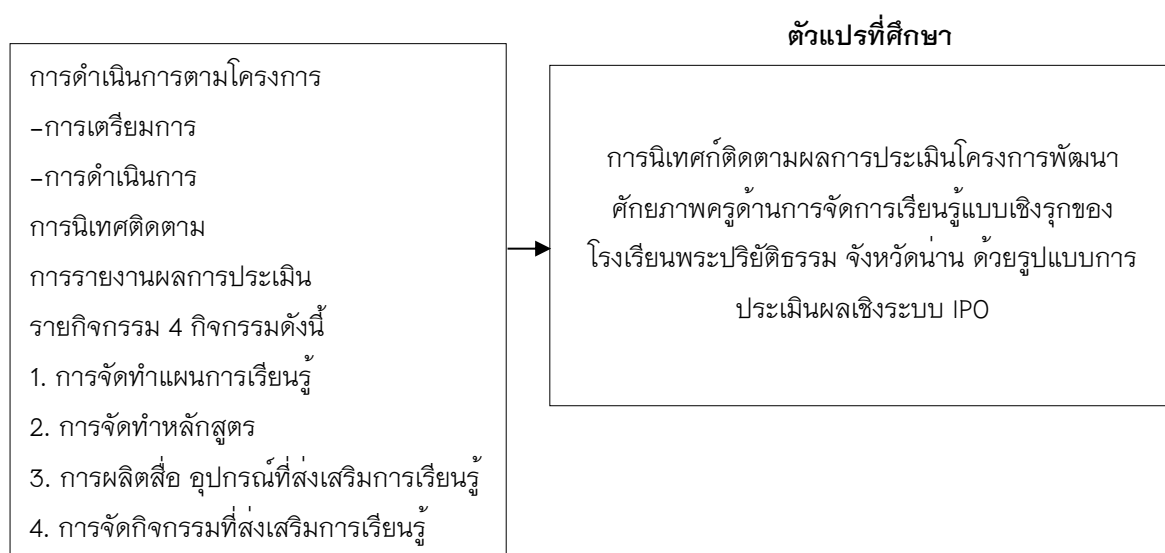 ตัวแปรที่ศึกษา
การดำเนินการตามโครงการ
-การเตรียมการ
-การดำเนินการ
การนิเทศติดตาม
การรายงานผลการประเมิน
รายกิจกรรม 4 กิจกรรมดังนี้
1. การจัดทำแผนการเรียนรู้
2. การจัดทำหลักสูตร
3. การผลิตสื่อ อุปกรณ์ที่ส่งเสริมการเรียนรู้
4. การจัดกิจกรรมที่ส่งเสริมการเรียนรู้
การนิเทศก์ติดตามผลการประเมินโครงการพัฒนา
ศักยภาพครูด้านการจัดการเรียนรู้แบบเชิงรุกของ
โรงเรียนพระปริยัติธรรม จังหวัดน่าน ด้วยรูปแบบการ
ประเมินผลเชิงระบบ IPO